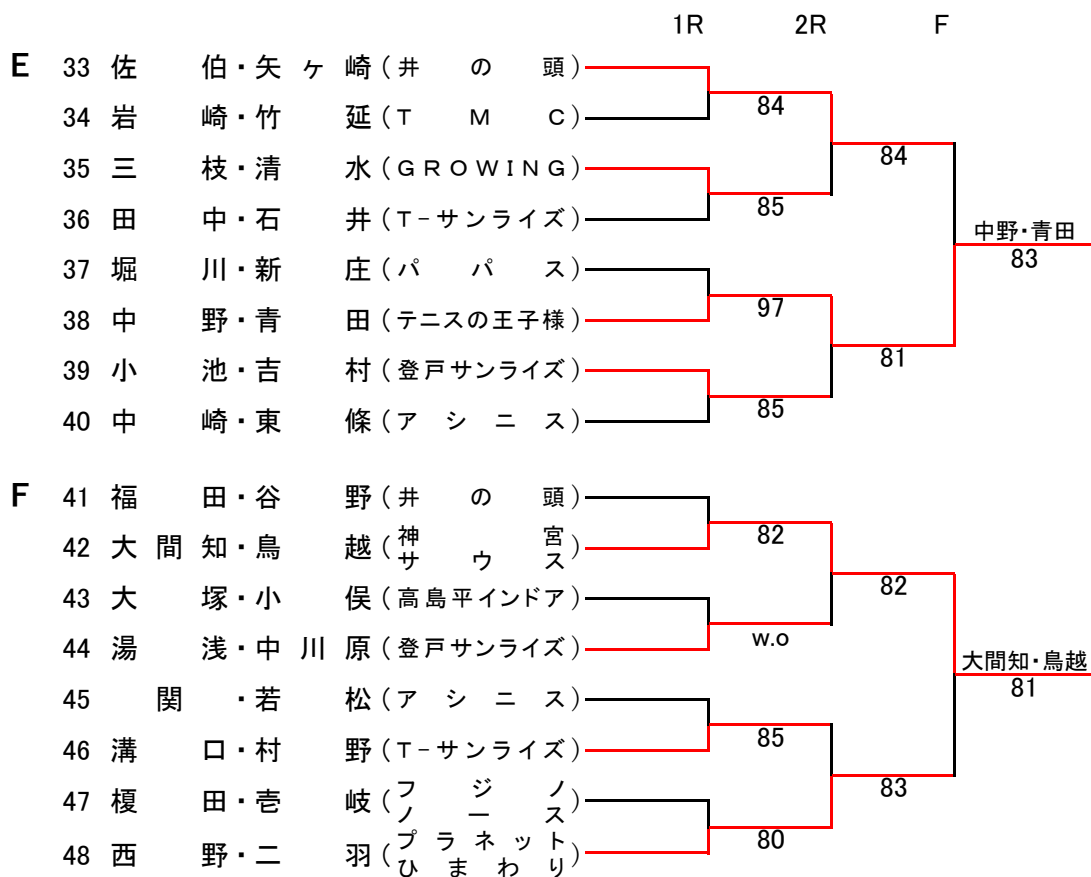 1R 2R F
E 33 佐伯・矢ヶ崎(井の頭)
84
34 岩崎・竹延(TMC)
84
35 三枝・清水(GROWING)
85
36 田中・石井(T-サンライズ)
中野・青田
83
37 堀川・新庄(パパス)
97
38 中野・青田(テニスの王子様)
81
39 小池・吉村(登戸サンライズ)
85
40 中崎・東條(アシニス)
F 41 福田・谷野(井の頭)
82
42 大間知・鳥越(神宮サウス)
82
43 大塚・小俣(高島平インドア)
w.o
44 湯浅・中川原(登戸サンライズ)
大間知・鳥越
81
45 関・若松(アシニス)
85
46 溝口・村野(T-サンライズ)
83
47 榎田・壱岐(フジノノース)
80
48 西野・二羽(プラネットひまわり)